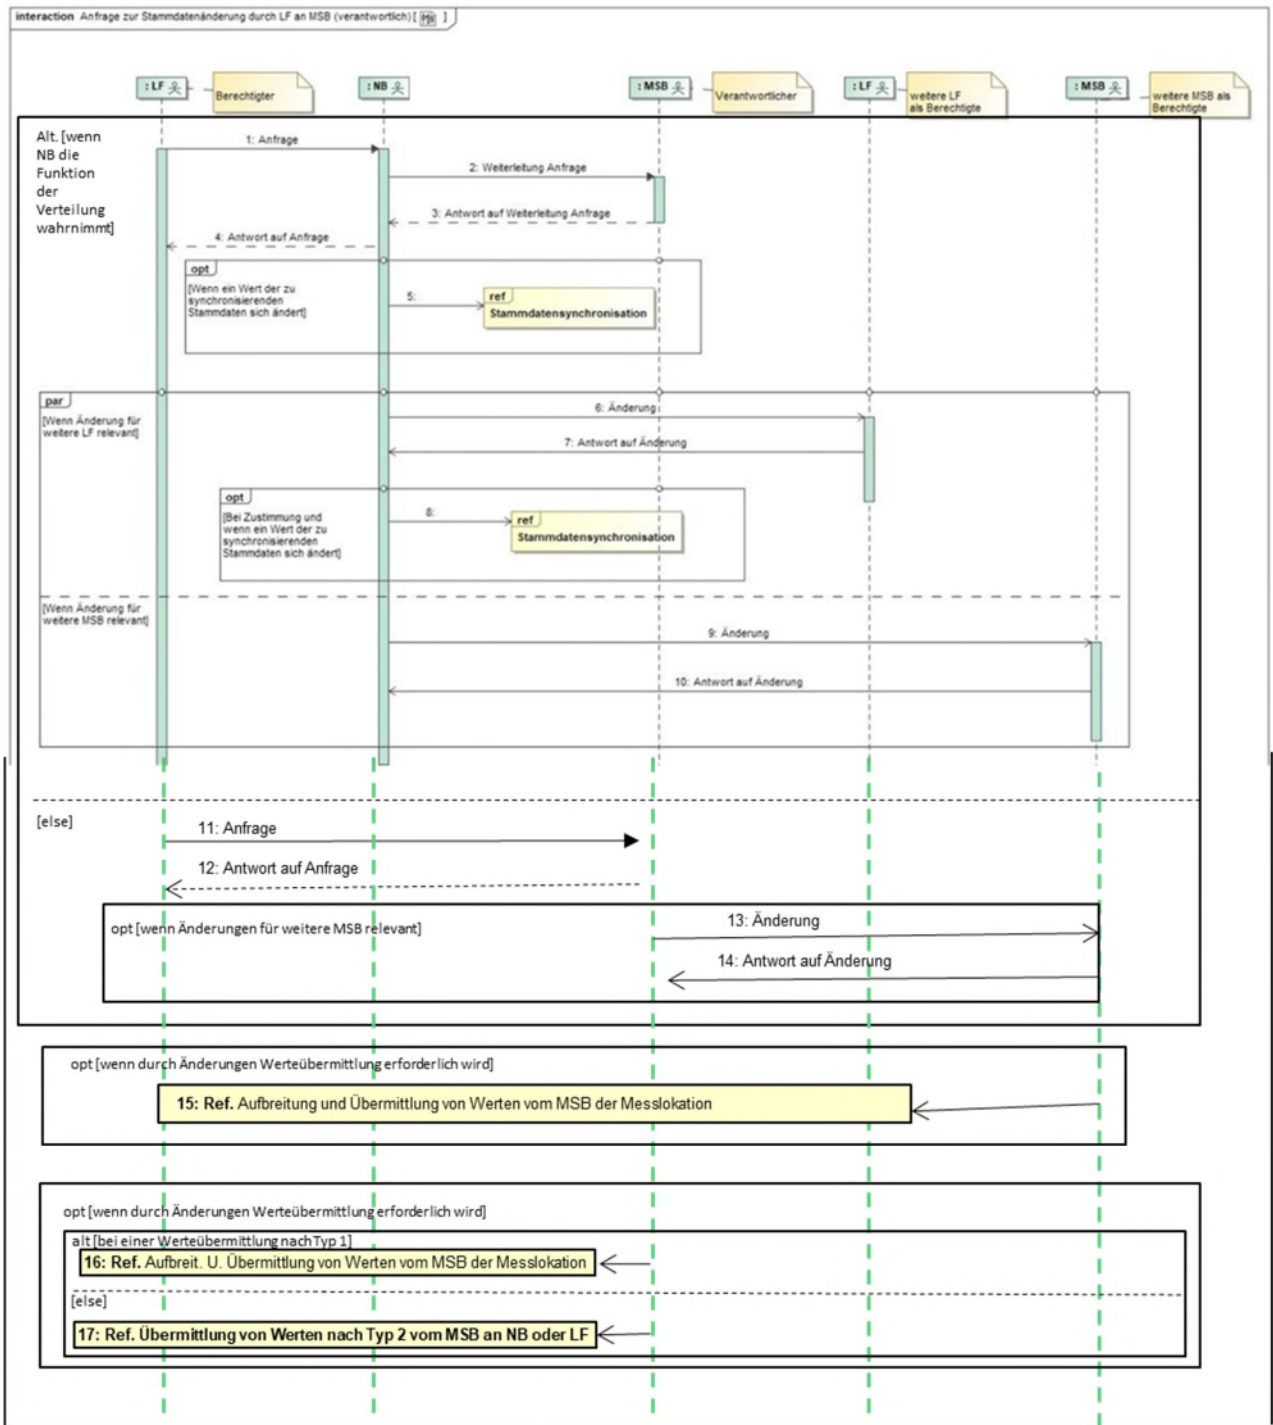 interaction Anfrage zur Stammdatenänderung durch LF an MSB (verantwortlich) [ ]
: LF
Berechtigter
: NB
: MSB
Verantwortlicher
: LF
weitere LF
als Berechtigte
: MSB
weitere MSB als
Berechtigte
Alt. [wenn
NB die
Funktion
der
Verteilung
wahrnimmt]
1: Anfrage
2: Weiterleitung Anfrage
3: Antwort auf Weiterleitung Anfrage
4: Antwort auf Anfrage
opt
[Wenn ein Wert der zu
synchronisierenden
Stammdaten sich ändert]
5:
ref
Stammdatensynchronisation
par
[Wenn Änderung für
weitere LF relevant]
6: Änderung
7: Antwort auf Änderung
opt
[Bei Zustimmung und
wenn ein Wert der zu
synchronisierenden
Stammdaten sich ändert]
8:
ref
Stammdatensynchronisation
[Wenn Änderung für
weitere MSB relevant]
9: Änderung
10: Antwort auf Änderung
[else]
11: Anfrage
12: Antwort auf Anfrage
opt [wenn Änderungen für weitere MSB relevant]
13: Änderung
14: Antwort auf Änderung
opt [wenn durch Änderungen Werteübermittlung erforderlich wird]
15: Ref. Aufbreitung und Übermittlung von Werten vom MSB der Messlokation
opt [wenn durch Änderungen Werteübermittlung erforderlich wird]
alt [bei einer Werteübermittlung nach Typ 1]
16: Ref. Aufbreit. U. Übermittlung von Werten vom MSB der Messlokation
[else]
17: Ref. Übermittlung von Werten nach Typ 2 vom MSB an NB oder LF